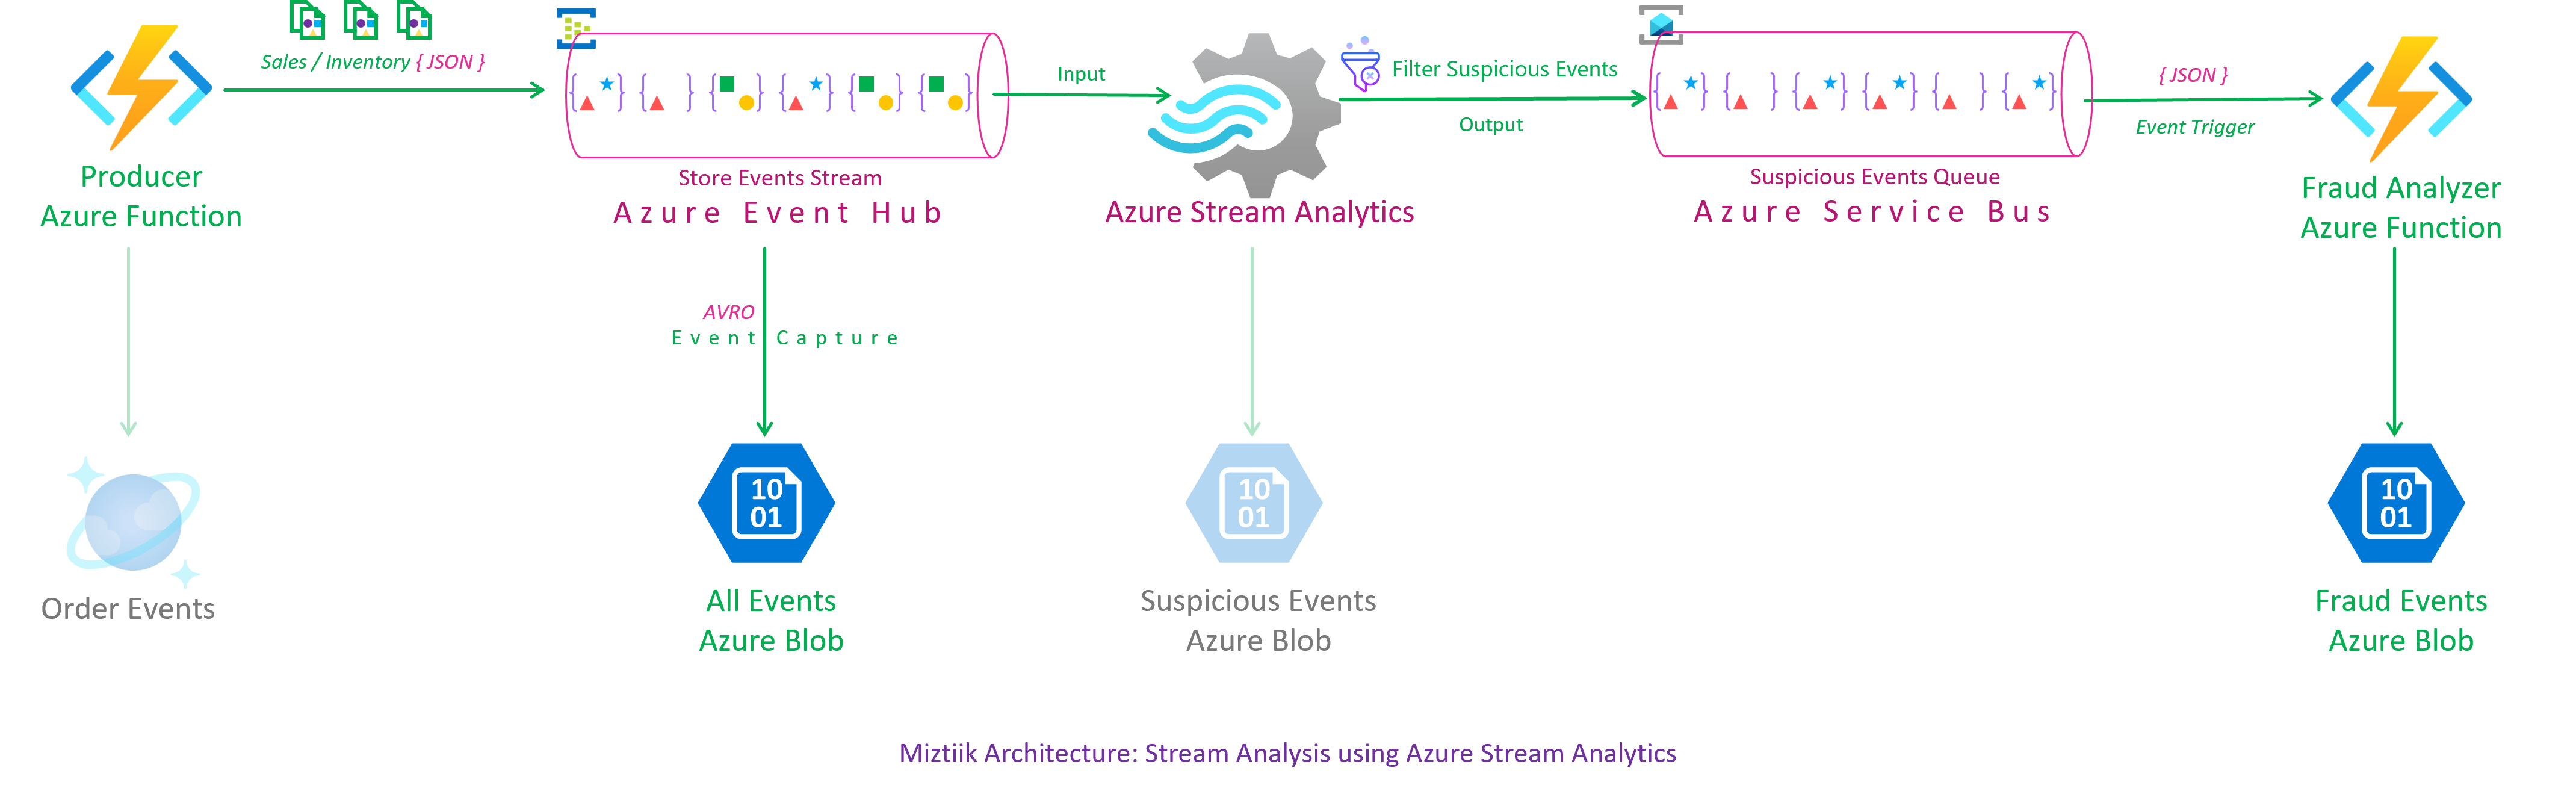 Sales / Inventory { JSON }
Producer
Azure Function
Order Events
Store Events Stream
Azure Event Hub
AVRO
Event Capture
10
01
All Events
Azure Blob
Input
Azure Stream Analytics
10
01
Suspicious Events
Azure Blob
Filter Suspicious Events
Output
Suspicious Events Queue
Azure Service Bus
{ JSON }
Event Trigger
Fraud Analyzer
Azure Function
10
01
Fraud Events
Azure Blob
Miztiik Architecture: Stream Analysis using Azure Stream Analytics